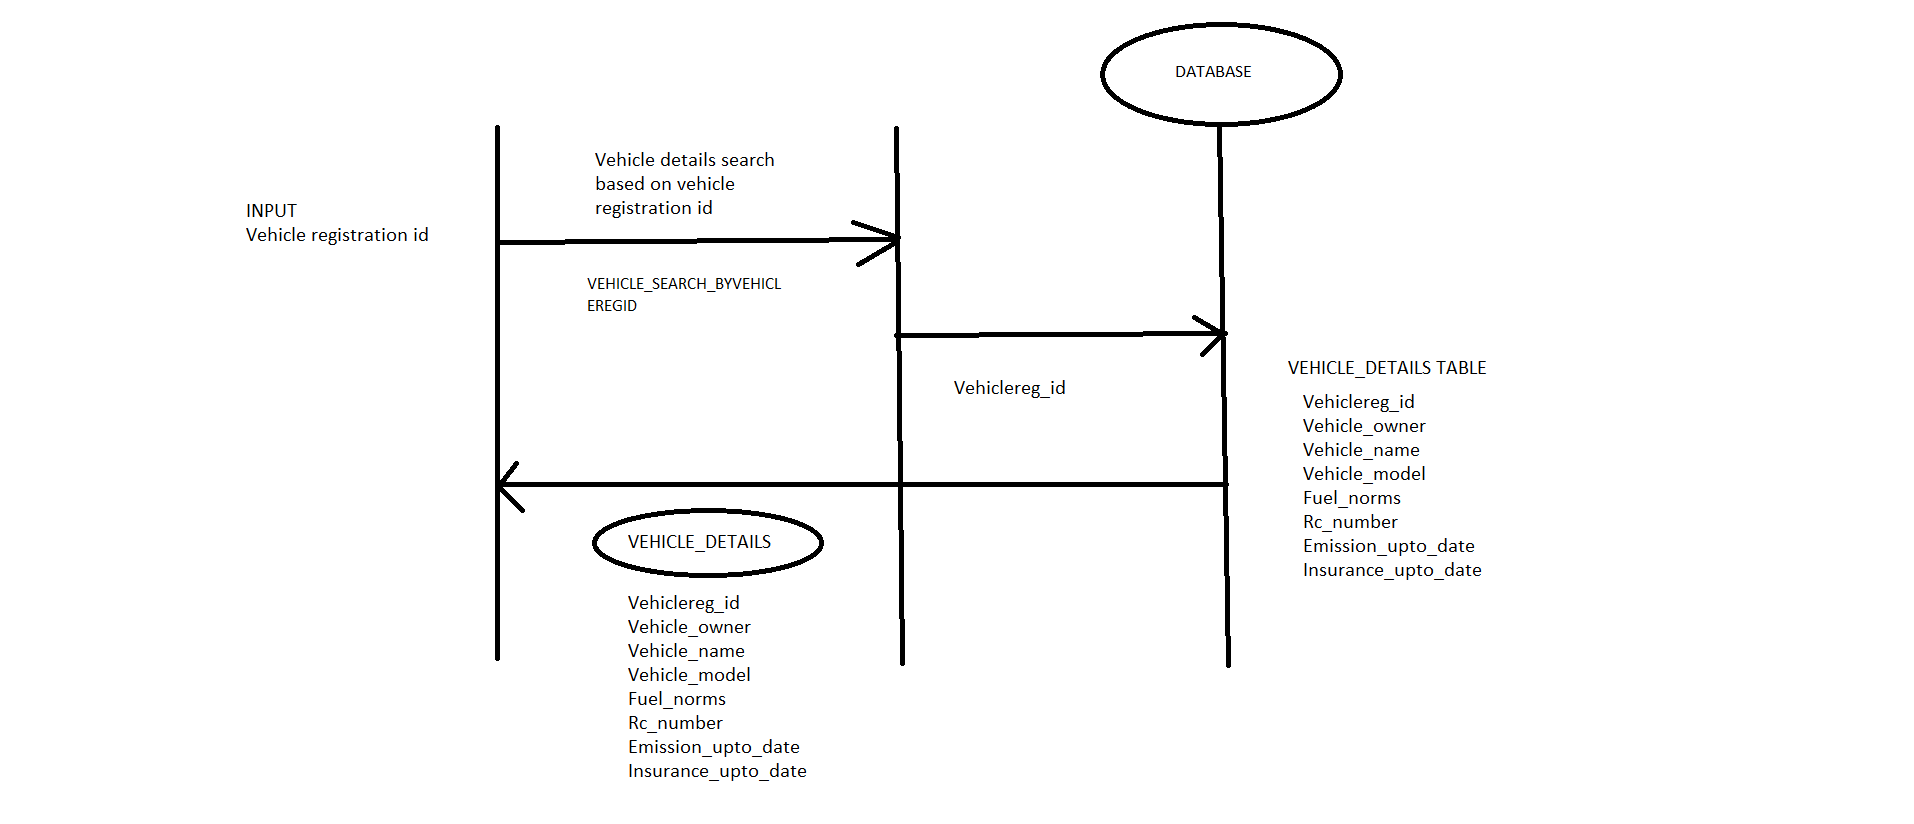 DATABASE
Vehicle details search
based on vehicle
registration id
INPUT
Vehicle registration id
VEHICLE_SEARCH_BYVEHICL
EREGID
Vehiclereg_id
VEHICLE_DETAILS TABLE
Vehiclereg_id
Vehicle_owner
Vehicle_name
Vehicle_model
Fuel_norms
Rc_number
Emission_upto_date
Insurance_upto_date
VEHICLE_DETAILS
Vehiclereg_id
Vehicle_owner
Vehicle_name
Vehicle_model
Fuel_norms
Rc_number
Emission_upto_date
Insurance_upto_date